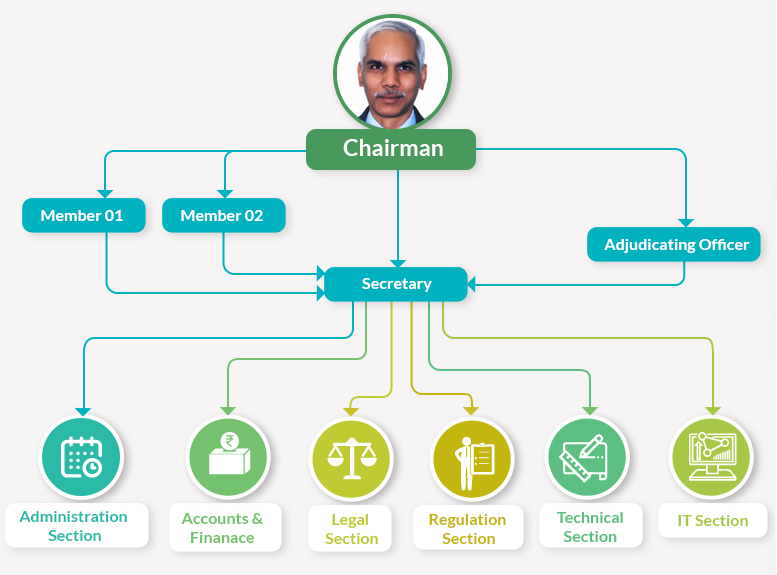 Chairman
Member 01
Member 02
Adjudicating Officer
Secretary
₹
Administration
Section
Accounts &
Finanace
Legal
Section
Regulation
Section
Technical
Section
IT Section